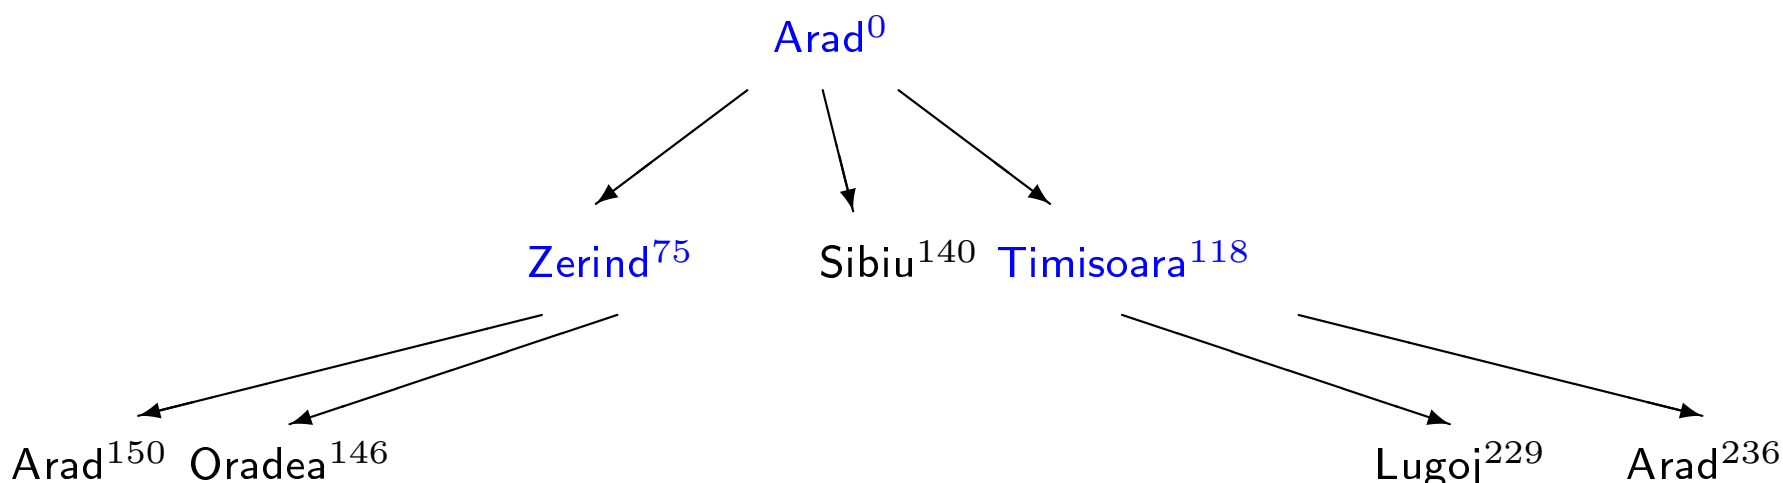 Arad⁰
Zerind⁷⁵ Sibiu¹⁴⁰ Timisoara¹¹⁸
Arad¹⁵⁰ Oradea¹⁴⁶ Lugoj²²⁹ Arad²³⁶